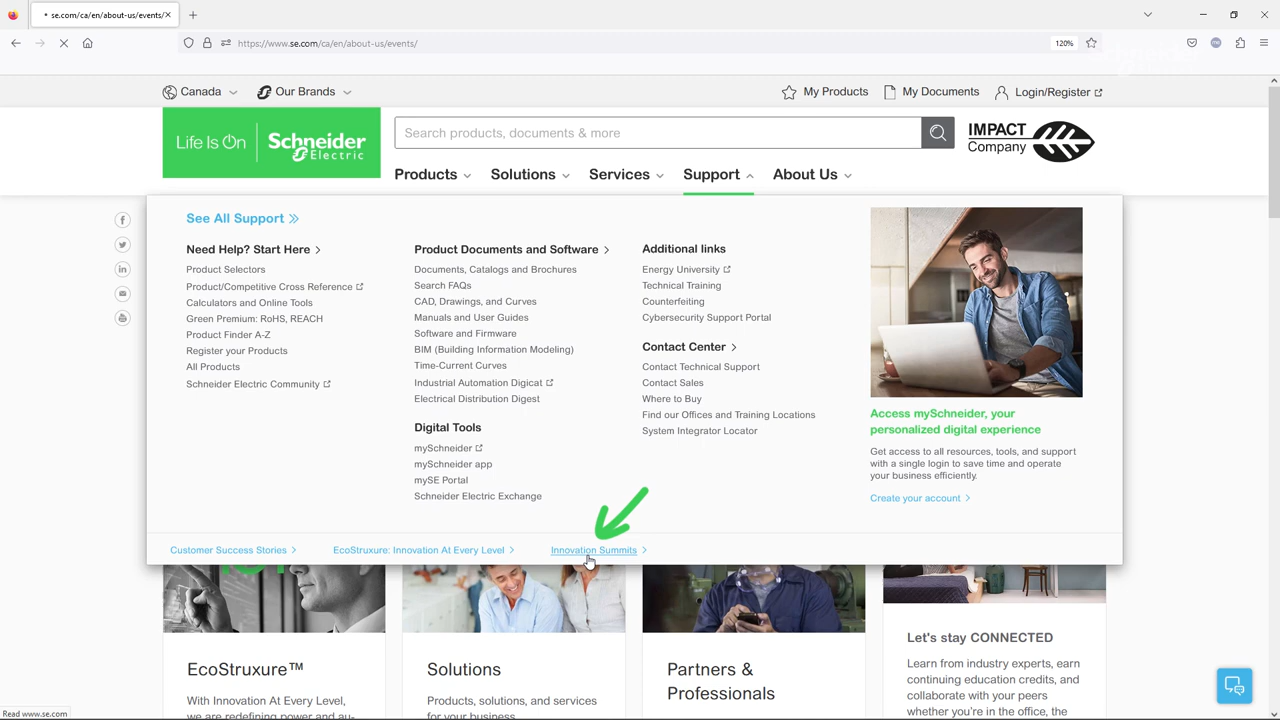 se.com/ca/en/about-us/events/
https://www.se.com/ca/en/about-us/events/
120%
Canada
Our Brands
My Products
My Documents
Login/Register
Life Is On
Schneider
Electric
Search products, documents & more
IMPACT
Company
Products
Solutions
Services
Support
About Us
See All Support
Need Help? Start Here
Product Selectors
Product/Competitive Cross Reference
Calculators and Online Tools
Green Premium: RoHS, REACH
Product Finder A-Z
Register your Products
All Products
Schneider Electric Community
Product Documents and Software
Documents, Catalogs and Brochures
Search FAQs
CAD, Drawings, and Curves
Manuals and User Guides
Software and Firmware
BIM (Building Information Modeling)
Time-Current Curves
Industrial Automation Digicat
Electrical Distribution Digest
Digital Tools
mySchneider
mySchneider app
mySE Portal
Schneider Electric Exchange
Additional links
Energy University
Technical Training
Counterfeiting
Cybersecurity Support Portal
Contact Center
Contact Technical Support
Contact Sales
Where to Buy
Find our Offices and Training Locations
System Integrator Locator
Access mySchneider, your
personalized digital experience
Get access to all resources, tools, and support
with a single login to save time and operate
your business efficiently.
Create your account
Customer Success Stories
EcoStruxure: Innovation At Every Level
Innovation Summits
EcoStruxure™
With Innovation At Every Level,
we are redefining power and au-
Solutions
Products, solutions, and services
for your business
Partners &
Professionals
Let's stay CONNECTED
Learn from industry experts, earn
continuing education credits, and
collaborate with your peers
whether you're in the office, the
Read www.se.com